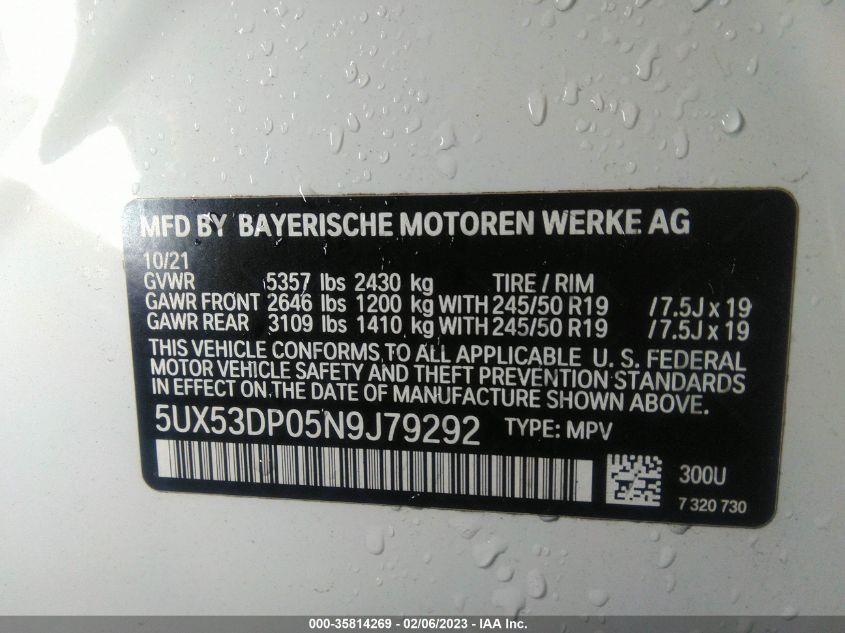 MFD BY BAYERISCHE MOTOREN WERKE AG
10/21
GVWR 5357 lbs 2430 kg TIRE / RIM
GAWR FRONT 2646 lbs 1200 kg WITH 245/50 R19 / 7.5J x 19
GAWR REAR 3109 lbs 1410 kg WITH 245/50 R19 / 7.5J x 19
THIS VEHICLE CONFORMS TO ALL APPLICABLE U. S. FEDERAL
MOTOR VEHICLE SAFETY AND THEFT PREVENTION STANDARDS
IN EFFECT ON THE DATE OF MANUFACTURE SHOWN ABOVE.
5UX53DP05N9J79292 TYPE: MPV
300U
7 320 730
000-35814269 - 02/06/2023 - IAA Inc.